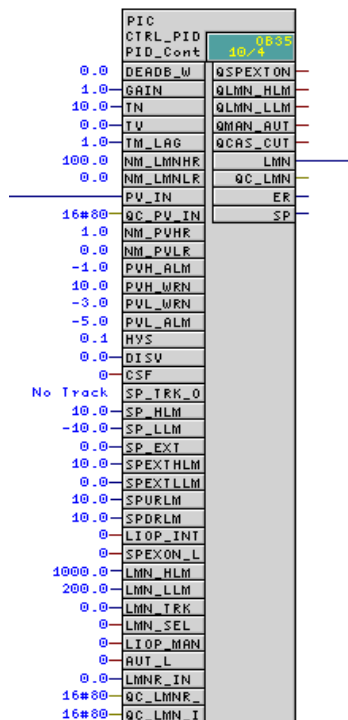 PIC
CTRL_PID
PID_Cont OB35
10/4
0.0 DEADB_W QSPEXTON
1.0 GAIN QLMN_HLM
10.0 TN QLMN_LLM
0.0 TV QMAN_AUT
1.0 TM_LAG QCAS_CUT
100.0 NM_LMNHR LMN
0.0 NM_LMNLR QC_LMN
PV_IN ER
16#80 QC_PV_IN SP
1.0 NM_PVHR
0.0 NM_PVLR
-1.0 PVH_ALM
10.0 PVH_WRN
-3.0 PVL_WRN
-5.0 PVL_ALM
0.1 HYS
0.0 DISV
0 CSF
No Track SP_TRK_O
10.0 SP_HLM
-10.0 SP_LLM
0.0 SP_EXT
10.0 SPEXTHLM
0.0 SPEXTLLM
10.0 SPURLM
10.0 SPDRLM
0 LIOP_INT
0 SPEXON_L
1000.0 LMN_HLM
200.0 LMN_LLM
0.0 LMN_TRK
0 LMN_SEL
0 LIOP_MAN
0 AUT_L
0.0 LMNR_IN
16#80 QC_LMNR_
16#80 QC_LMN_I